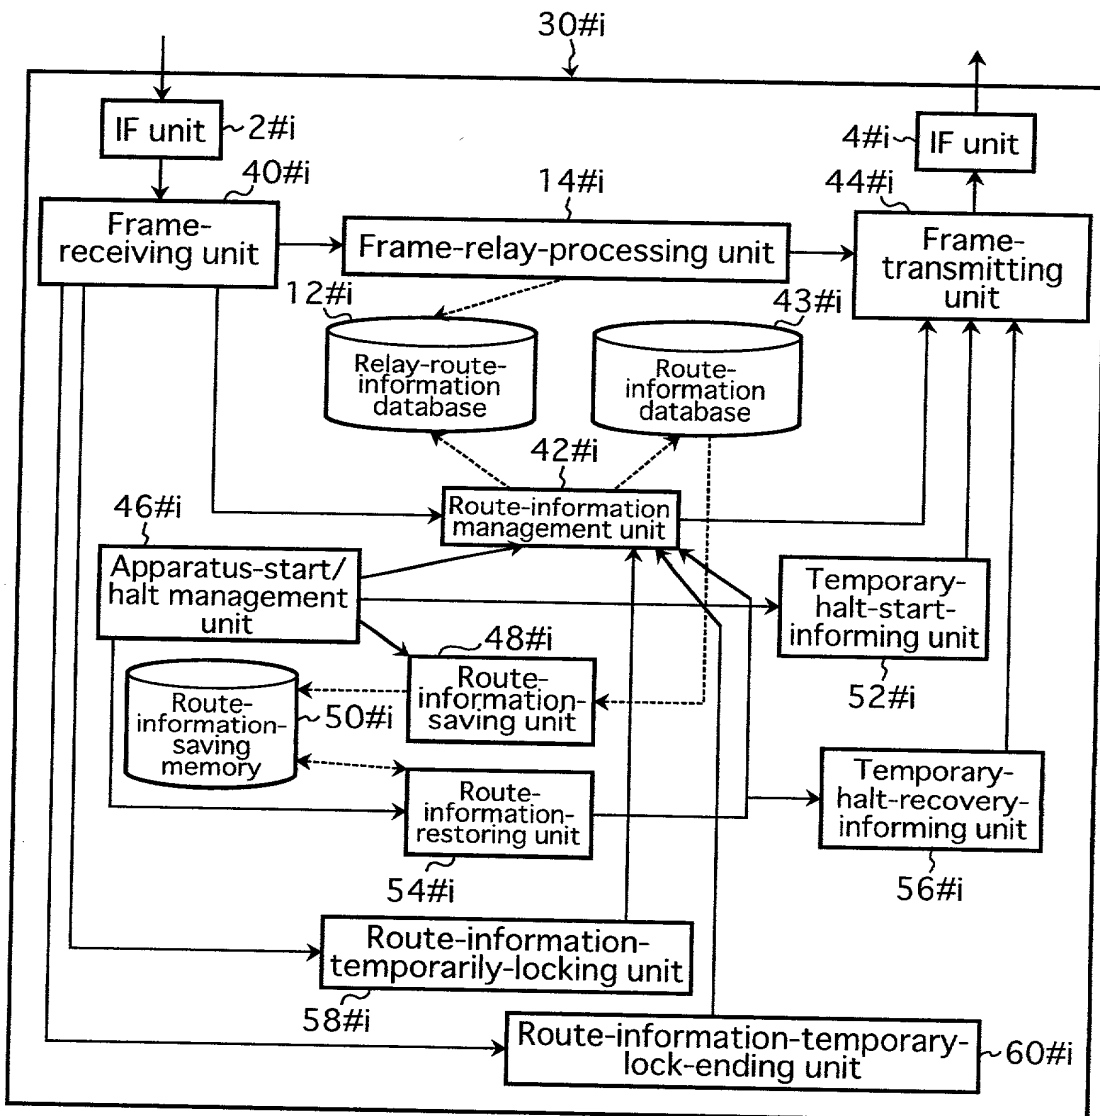 30#i
IF unit
2#i
4#i
IF unit
40#i
14#i
44#i
Frame-
receiving unit
Frame-relay-processing unit
Frame-
transmitting
unit
12#i
43#i
Relay-route-
information
database
Route-
information
database
42#i
Route-information
management unit
46#i
Apparatus-start/
halt management
unit
Temporary-
halt-start-
informing unit
52#i
48#i
Route-
information-
saving unit
Route-
information-
saving
memory
50#i
Route-
information-
restoring unit
54#i
Temporary-
halt-recovery-
informing unit
56#i
Route-information-
temporarily-locking unit
58#i
Route-information-temporary-
lock-ending unit
60#i